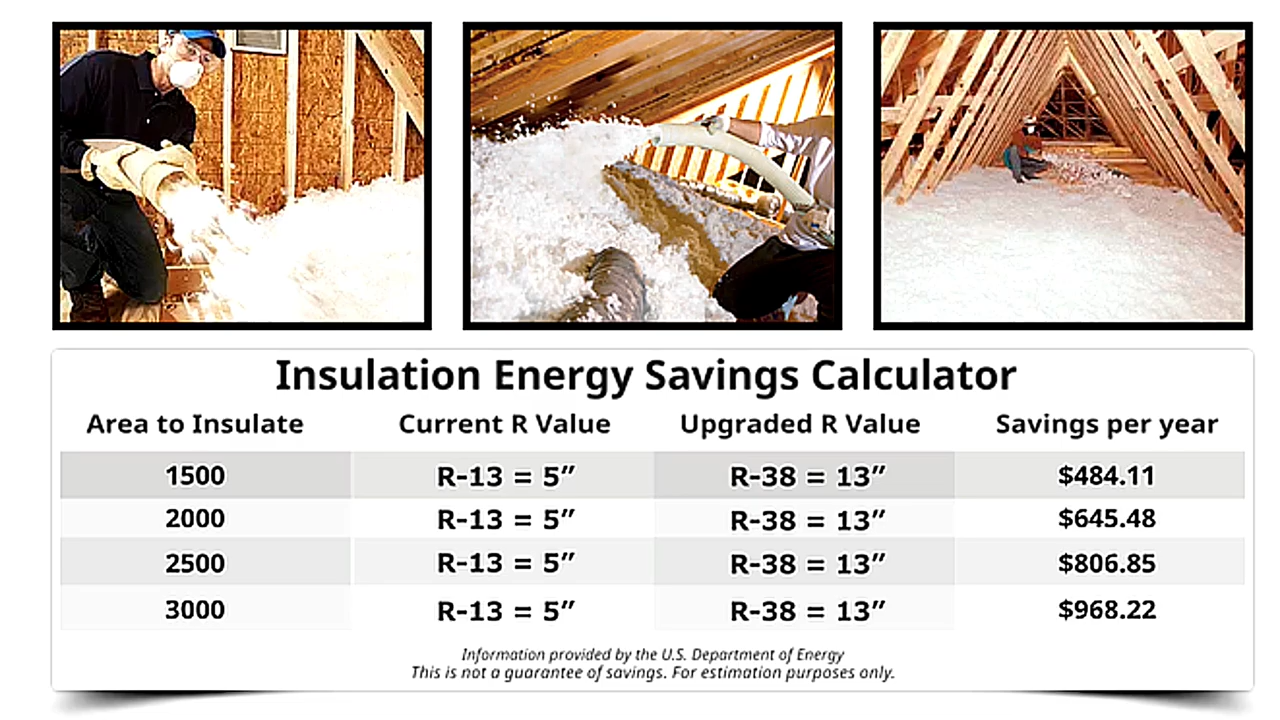 Insulation Energy Savings Calculator
Area to Insulate Current R Value Upgraded R Value Savings per year
1500 R-13 = 5” R-38 = 13” $484.11
2000 R-13 = 5” R-38 = 13” $645.48
2500 R-13 = 5” R-38 = 13” $806.85
3000 R-13 = 5” R-38 = 13” $968.22
Information provided by the U.S. Department of Energy
This is not a guarantee of savings. For estimation purposes only.